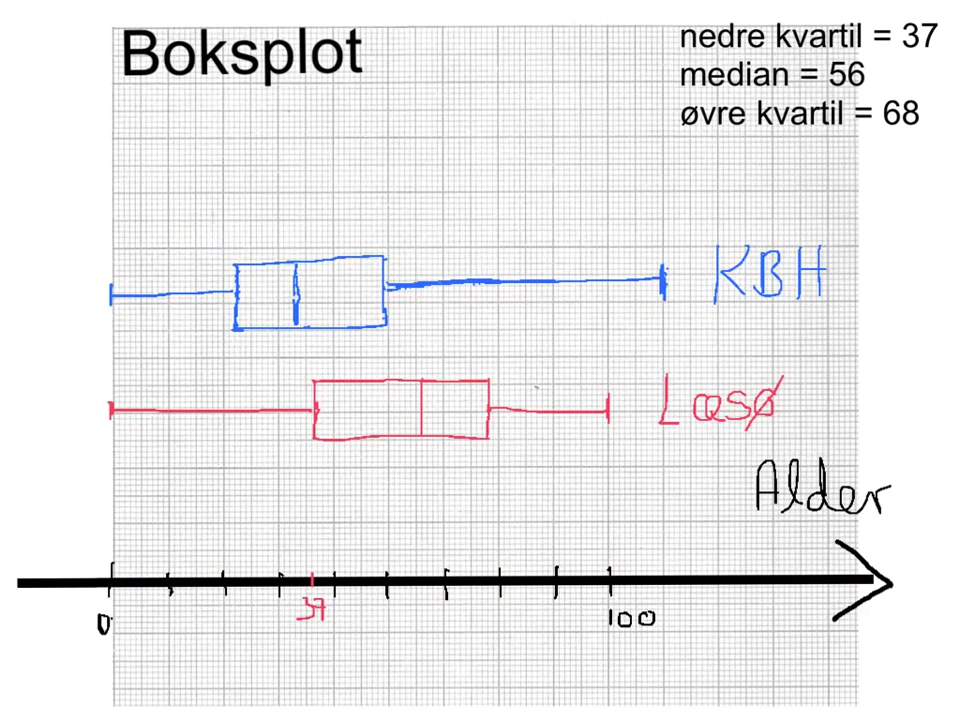 Boksplot
nedre kvartil = 37
median = 56
øvre kvartil = 68
KBH
Læsø
Alder
0
37
100